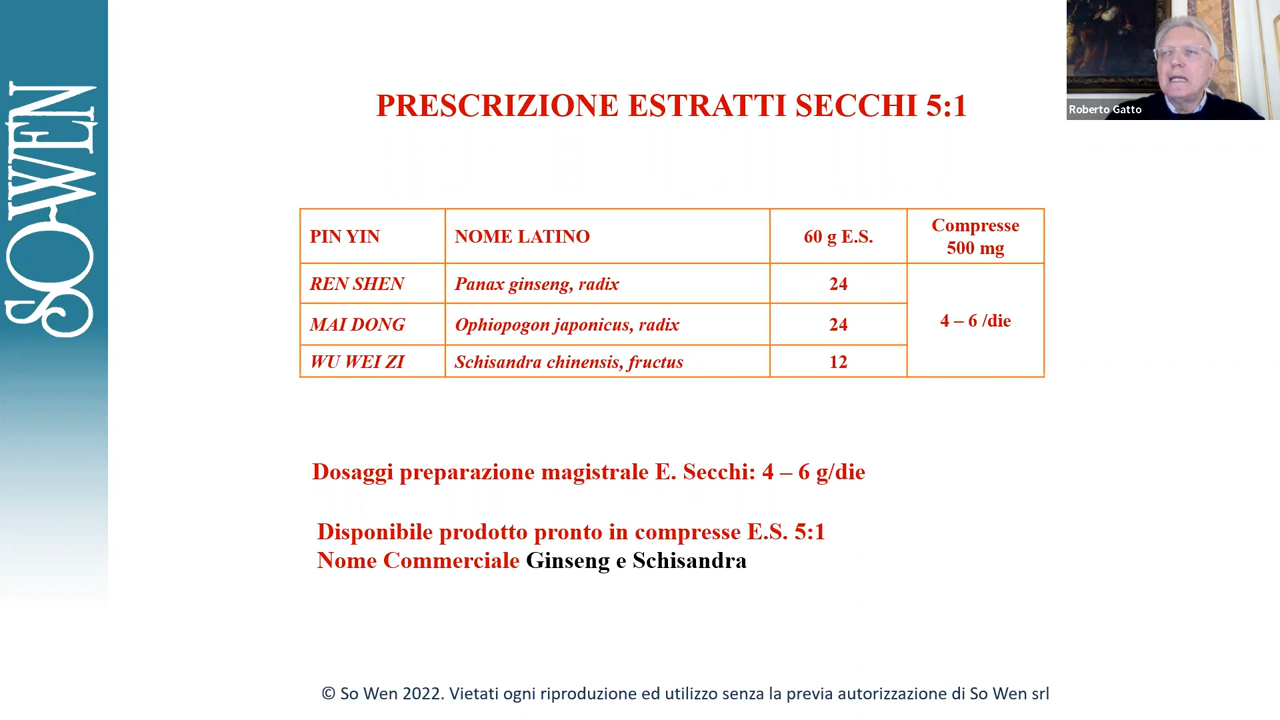 SO WEN
Roberto Gatto
PRESCRIZIONE ESTRATTI SECCHI 5:1
PIN YIN NOME LATINO 60 g E.S. Compresse
500 mg
REN SHEN Panax ginseng, radix 24
MAI DONG Ophiopogon japonicus, radix 24 4 – 6 /die
WU WEI ZI Schisandra chinensis, fructus 12
Dosaggi preparazione magistrale E. Secchi: 4 – 6 g/die
Disponibile prodotto pronto in compresse E.S. 5:1
Nome Commerciale Ginseng e Schisandra
© So Wen 2022. Vietati ogni riproduzione ed utilizzo senza la previa autorizzazione di So Wen srl